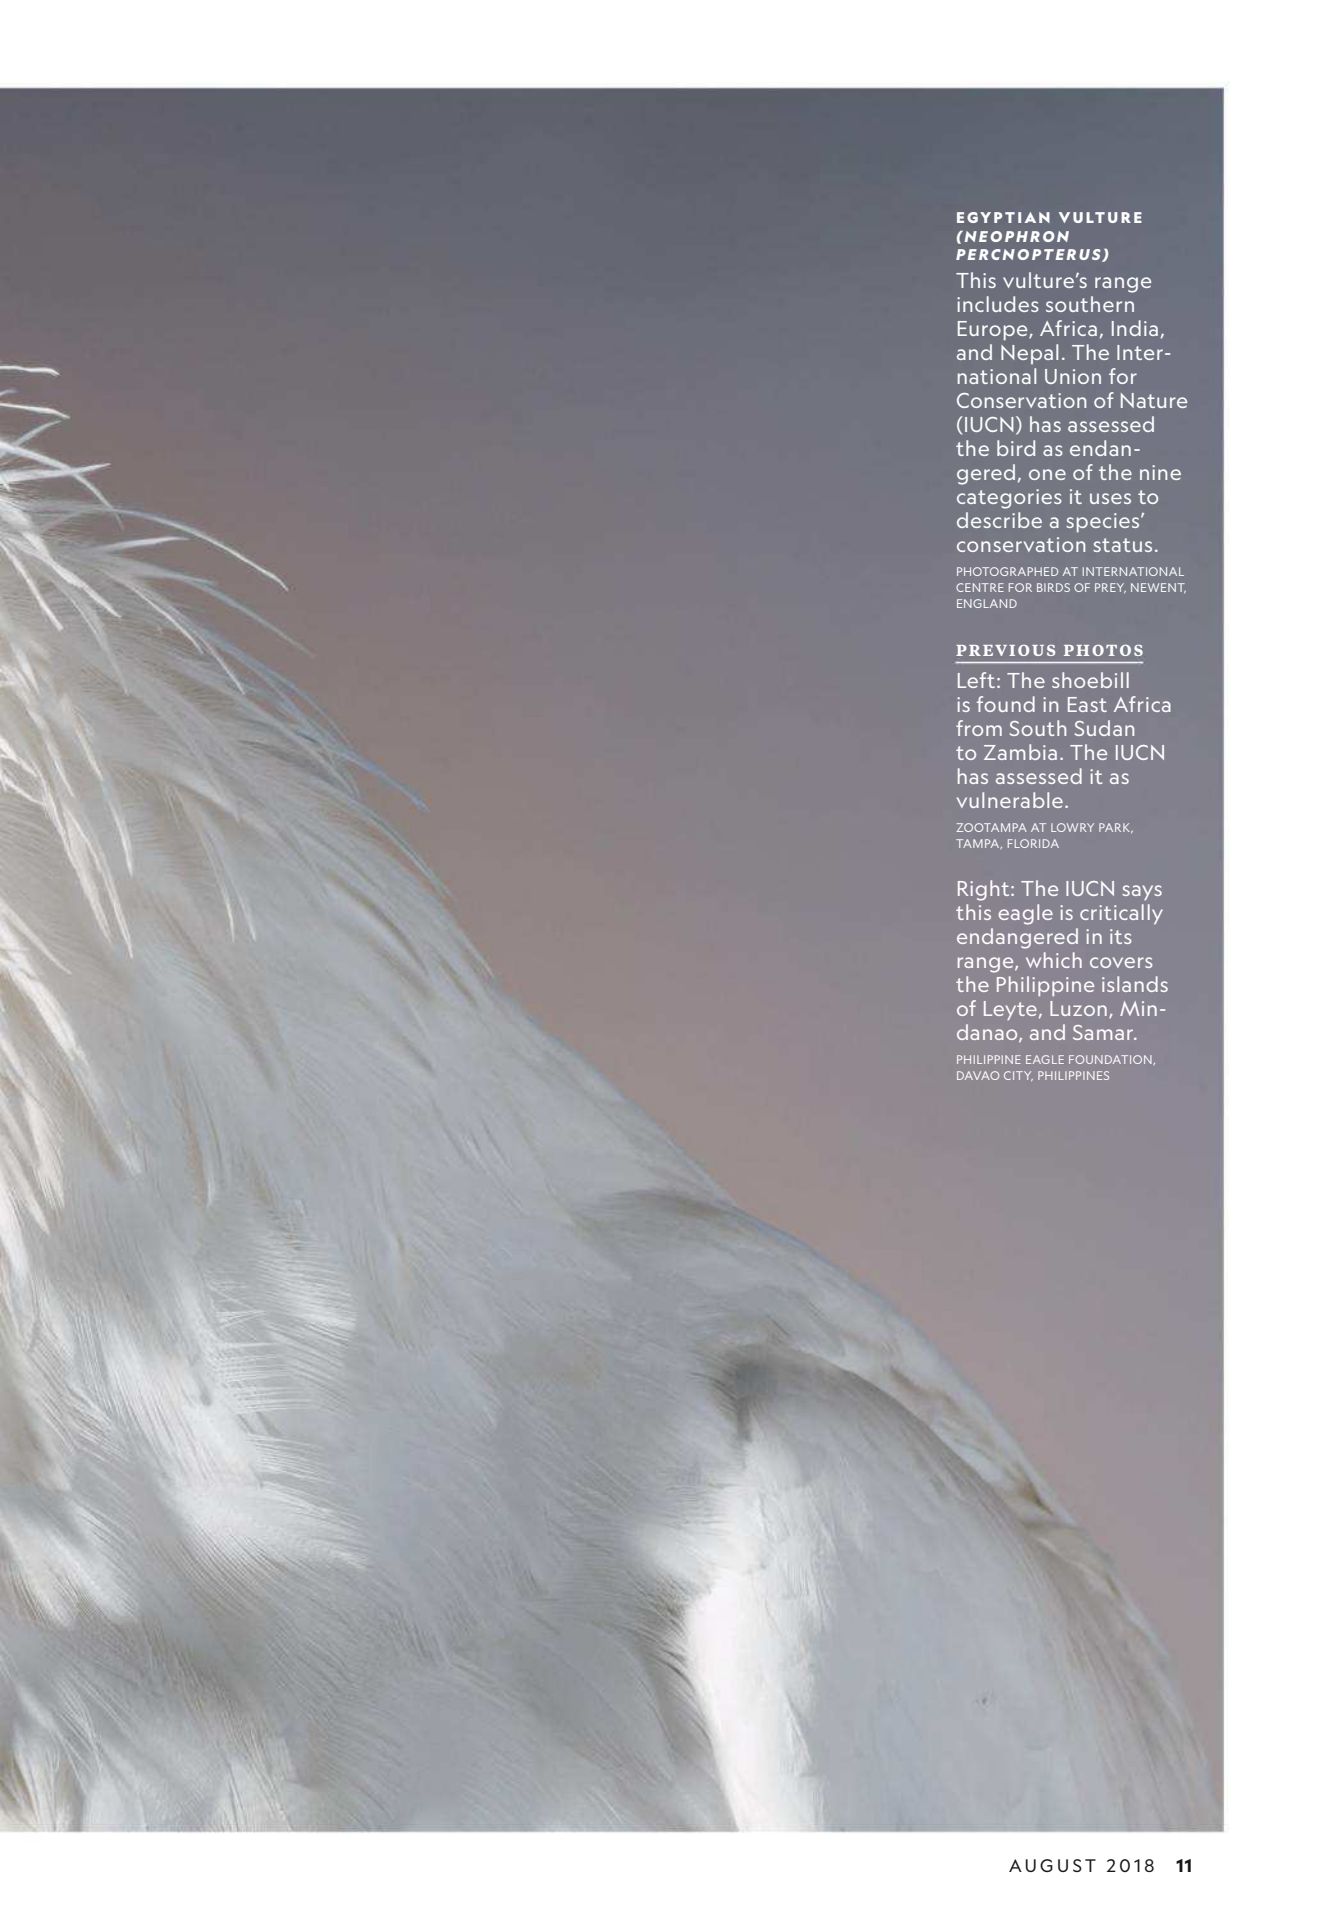 EGYPTIAN VULTURE
(NEOPHRON
PERCNOPTERUS)
This vulture's range
includes southern
Europe, Africa, India,
and Nepal. The Inter-
national Union for
Conservation of Nature
(IUCN) has assessed
the bird as endan-
gered, one of the nine
categories it uses to
describe a species'
conservation status.
PHOTOGRAPHED AT INTERNATIONAL
CENTRE FOR BIRDS OF PREY, NEWENT,
ENGLAND
PREVIOUS PHOTOS
Left: The shoebill
is found in East Africa
from South Sudan
to Zambia. The IUCN
has assessed it as
vulnerable.
ZOOTAMPA AT LOWRY PARK,
TAMPA, FLORIDA
Right: The IUCN says
this eagle is critically
endangered in its
range, which covers
the Philippine islands
of Leyte, Luzon, Min-
danao, and Samar.
PHILIPPINE EAGLE FOUNDATION,
DAVAO CITY, PHILIPPINES
AUGUST 2018 11